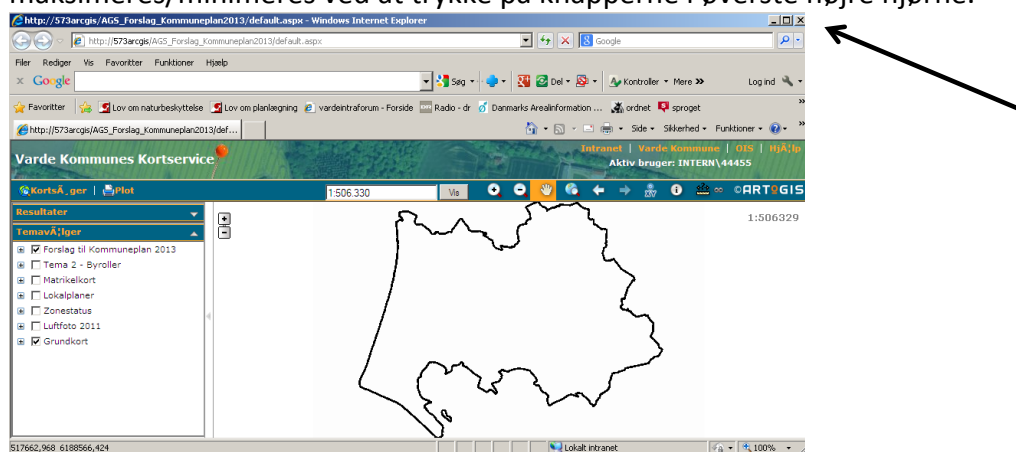 maksimeres/minimeres ved at trykke på knapperne i øverste højre hjørne.
http://573arcgis/AGS_Forslag_Kommuneplan2013/default.aspx - Windows Internet Explorer
http://573arcgis/AGS_Forslag_Kommuneplan2013/default.aspx Google
Filer Rediger Vis Favoritter Funktioner Hjælp
x Google Søg Del Kontroller Mere » Log ind
Favoritter Lov om naturbeskyttelse Lov om planlægning vardeintraforum - Forside Radio - dr Danmarks Arealinformation ... ordnet sproget »
http://573arcgis/AGS_Forslag_Kommuneplan2013/def... Side Sikkerhed Funktioner »
Intranet | Varde Kommune | OIS | HjÃ¦lp
Varde Kommunes Kortservice
Aktiv bruger: INTERN\44455
KortsÃ¸ger | Plot 1:506.330 Vis XY ∞ ©ARTOGIS
Resultater
1:506329
TemavÃ¦lger
Forslag til Kommuneplan 2013
Tema 2 - Byroller
Matrikelkort
Lokalplaner
Zonestatus
Luftfoto 2011
Grundkort
517662,968 6188566,424 Lokalt intranet 100%